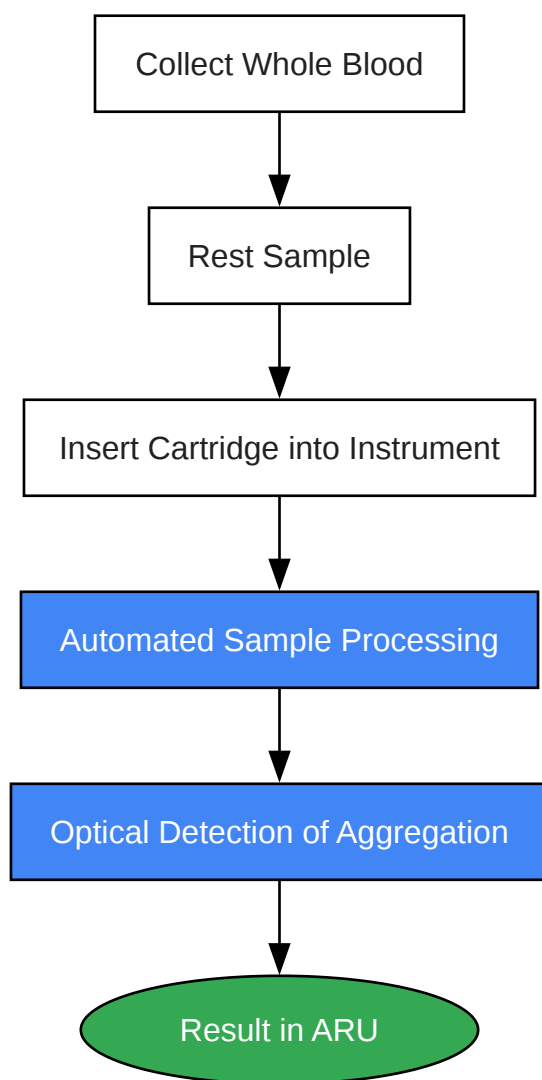 Collect Whole Blood
Rest Sample
Insert Cartridge into Instrument
Automated Sample Processing
Optical Detection of Aggregation
Result in ARU